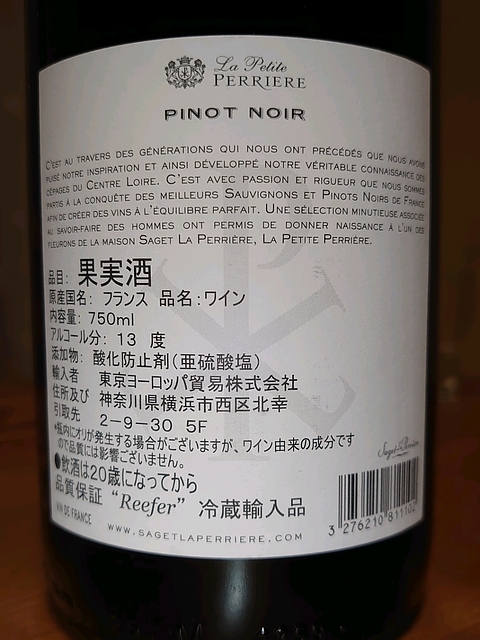 La Petite
PERRIERE
PINOT NOIR
C'EST AU TRAVERS DES GÉNÉRATIONS QUI NOUS ONT PRÉCÉDÉS QUE NOUS AVONS
PUISÉ NOTRE INSPIRATION ET AINSI DÉVELOPPÉ NOTRE VÉRITABLE CONNAISSANCE DES
CÉPAGES DU CENTRE LOIRE. C'EST AVEC PASSION ET RIGUEUR QUE NOUS SOMMES
PARTIS À LA CONQUÊTE DES MEILLEURS SAUVIGNONS ET PINOTS NOIRS DE FRANCE
AFIN DE CRÉER DES VINS À L'ÉQUILIBRE PARFAIT. UNE SÉLECTION MINUTIEUSE ASSOCIÉE
AU SAVOIR-FAIRE DES HOMMES ONT PERMIS DE DONNER NAISSANCE À L'UN DES
FLEURONS DE LA MAISON SAGET LA PERRIÈRE, LA PETITE PERRIÈRE.
品目: 果実酒
原産国名: フランス 品名:ワイン
内容量: 750ml
アルコール分: 13 度
添加物: 酸化防止剤(亜硫酸塩)
輸入者 東京ヨーロッパ貿易株式会社
住所及び 神奈川県横浜市西区北幸
引取先 2-9-30 5F
*瓶内にオリが発生する場合がございますが、ワイン由来の成分です
ので品質には影響ございません。
●飲酒は20歳になってから
品質保証 "Reefer" 冷蔵輸入品
Saget la Perrière
VIN DE FRANCE
WWW.SAGETLAPERRIERE.COM
3 276210 811102